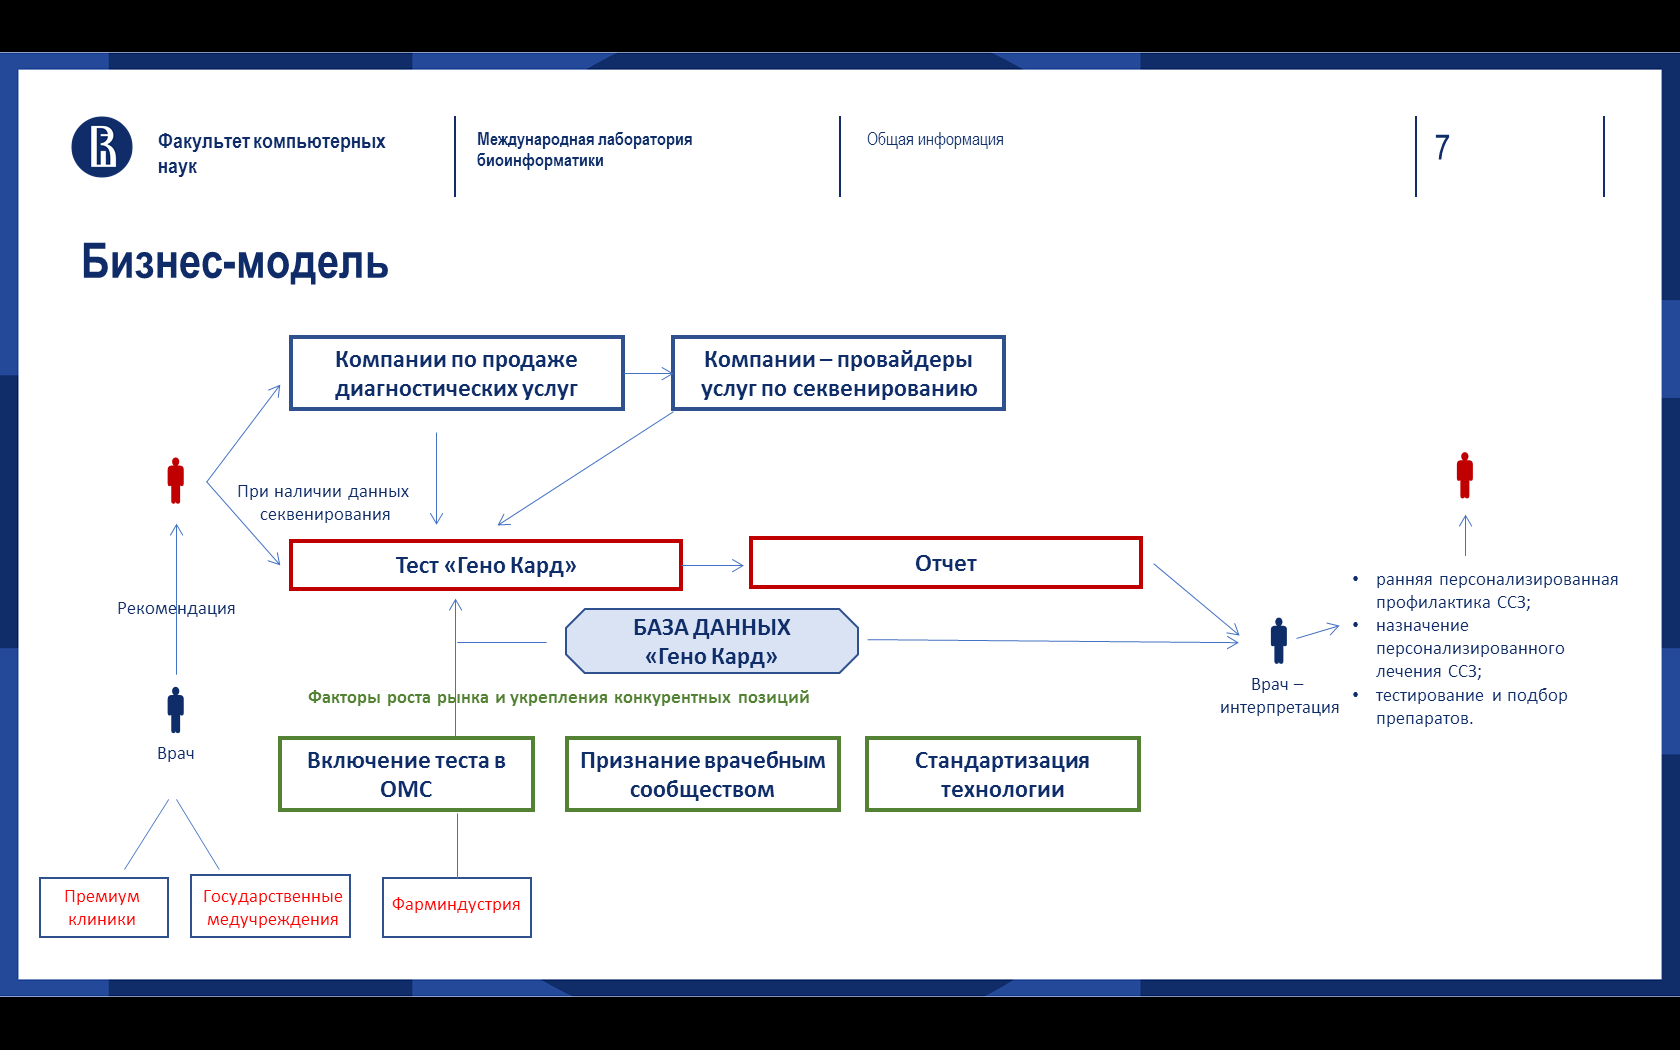 Факультет компьютерных
наук
Международная лаборатория
биоинформатики
Общая информация
7
Бизнес-модель
Компании по продаже
диагностических услуг
Компании – провайдеры
услуг по секвенированию
При наличии данных
секвенирования
Тест «Гено Кард»
Отчет
Рекомендация
БАЗА ДАННЫХ
«Гено Кард»
Врач –
интерпретация
• ранняя персонализированная
профилактика ССЗ;
• назначение
персонализированного
лечения ССЗ;
• тестирование и подбор
препаратов.
Факторы роста рынка и укрепления конкурентных позиций
Врач
Включение теста в
ОМС
Признание врачебным
сообществом
Стандартизация
технологии
Премиум
клиники
Государственные
медучреждения
Фарминдустрия